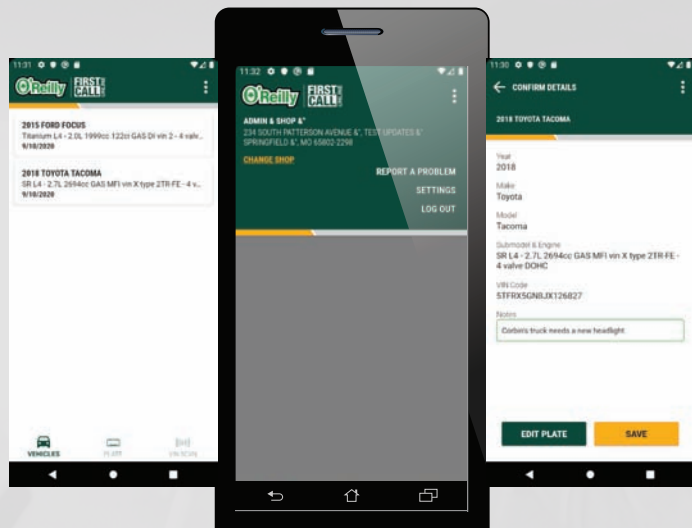 11:31
O'Reilly FIRST CALL
2015 FORD FOCUS
Titanium L4 - 2.0L 1999cc 122ci GAS DI vin 2 - 4 valv..
9/10/2020
2018 TOYOTA TACOMA
SR L4 - 2.7L 2694cc GAS MFI vin X type 2TR-FE - 4 v...
9/10/2020
VEHICLES
PLATE
VIN SCAN
11:32
O'Reilly FIRST CALL
ADMIN & SHOP &"
234 SOUTH PATTERSON AVENUE &", TEST UPDATES &"
SPRINGFIELD &", MO 65802-2298
CHANGE SHOP
REPORT A PROBLEM
SETTINGS
LOG OUT
11:30
CONFIRM DETAILS
2018 TOYOTA TACOMA
Year
2018
Make
Toyota
Model
Tacoma
Submodel & Engine
SR L4 - 2.7L 2694cc GAS MFI vin X type 2TR-FE -
4 valve DOHC
VIN Code
5TFRX5GN8JX126827
Notes
Corbin's truck needs a new headlight
EDIT PLATE
SAVE